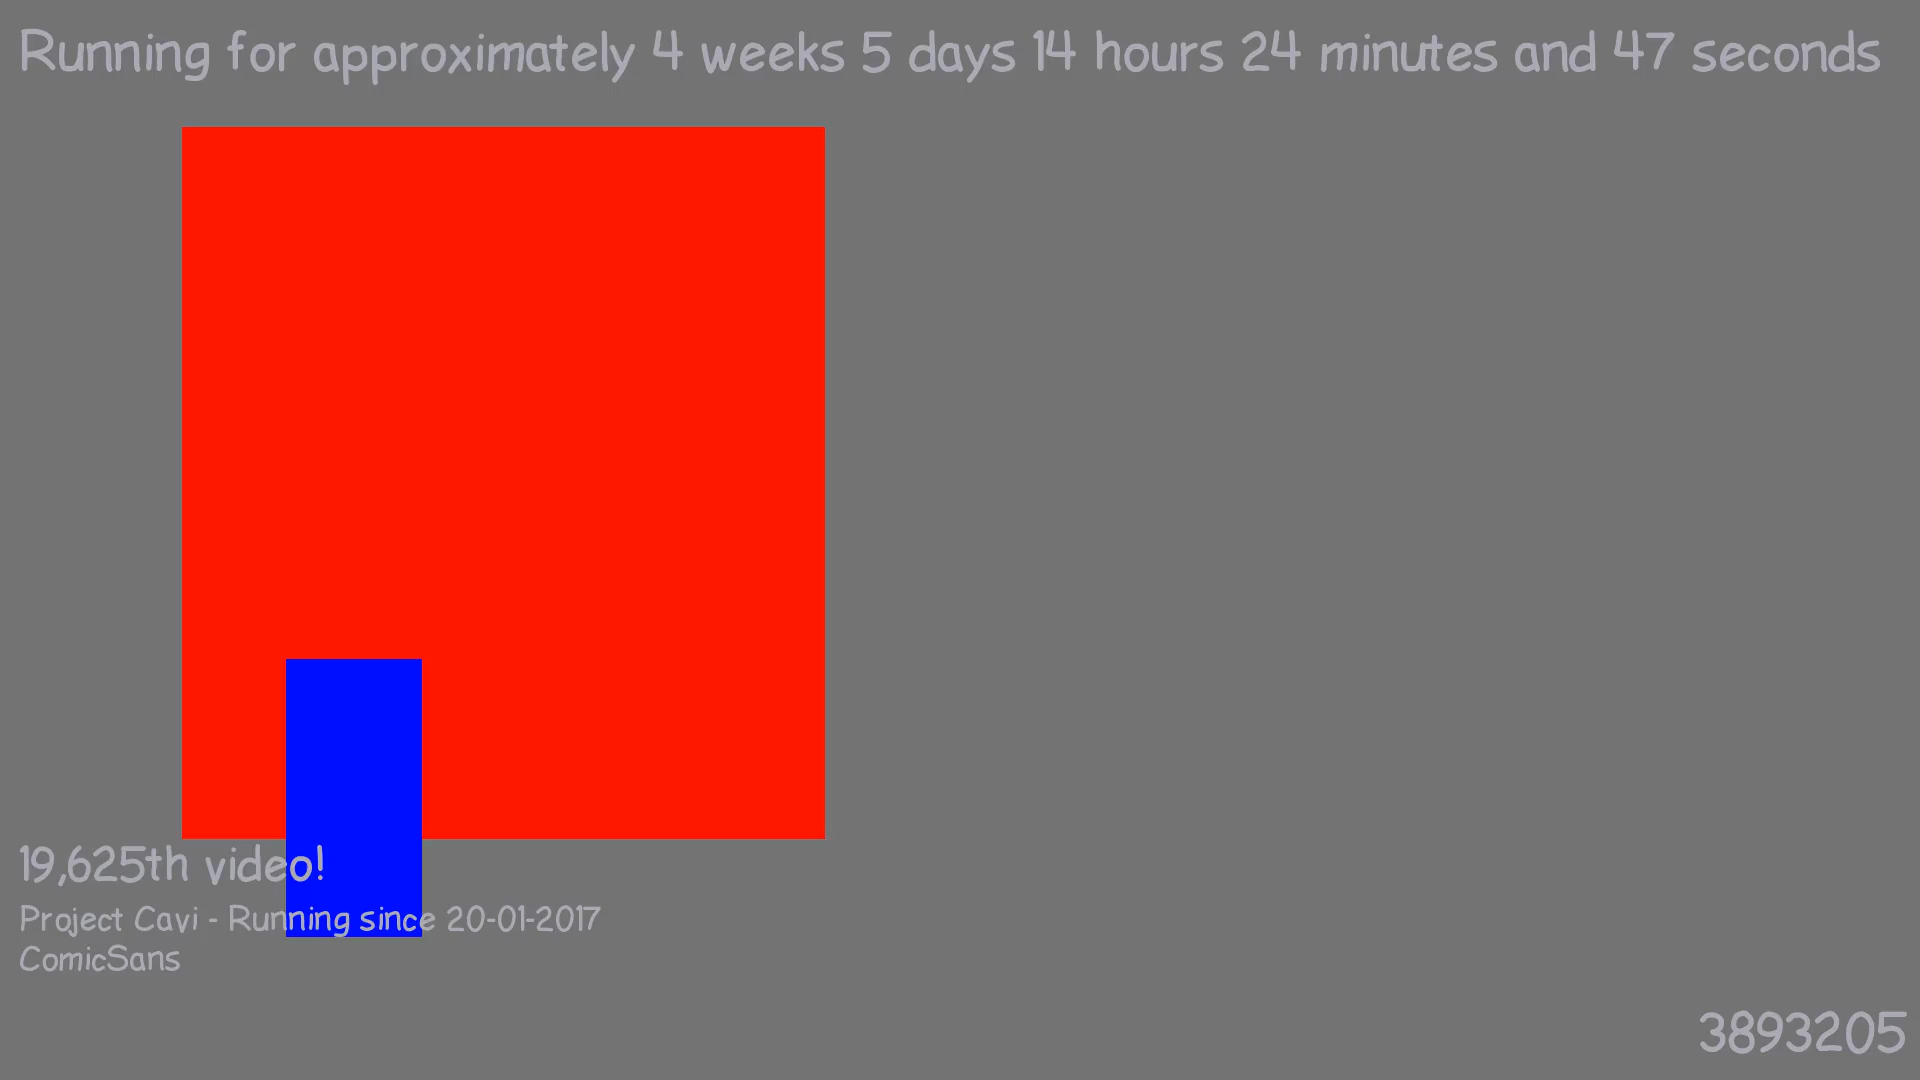 Running for approximately 4 weeks 5 days 14 hours 24 minutes and 47 seconds
19,625th video!
Project Cavi - Running since 20-01-2017
ComicSans
3893205